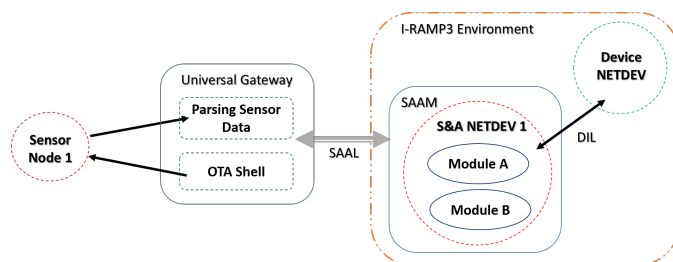 I-RAMP3 Environment
Device
NETDEV
Universal Gateway
Parsing Sensor
Data
SAAM
S&A NETDEV 1
Sensor
Node 1
SAAL
DIL
Module A
OTA Shell
Module B